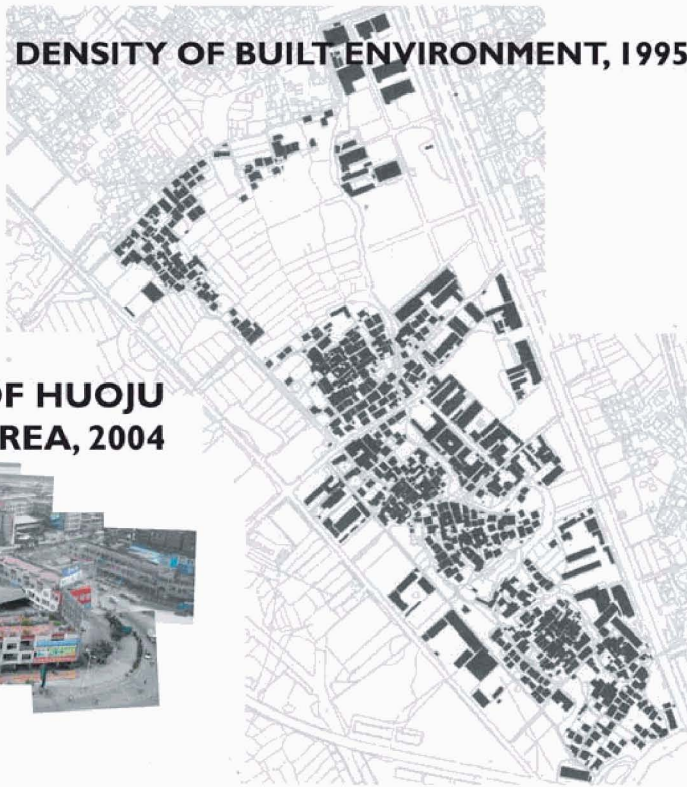 DENSITY OF BUILT ENVIRONMENT, 1995
OF HUOJU
REA, 2004